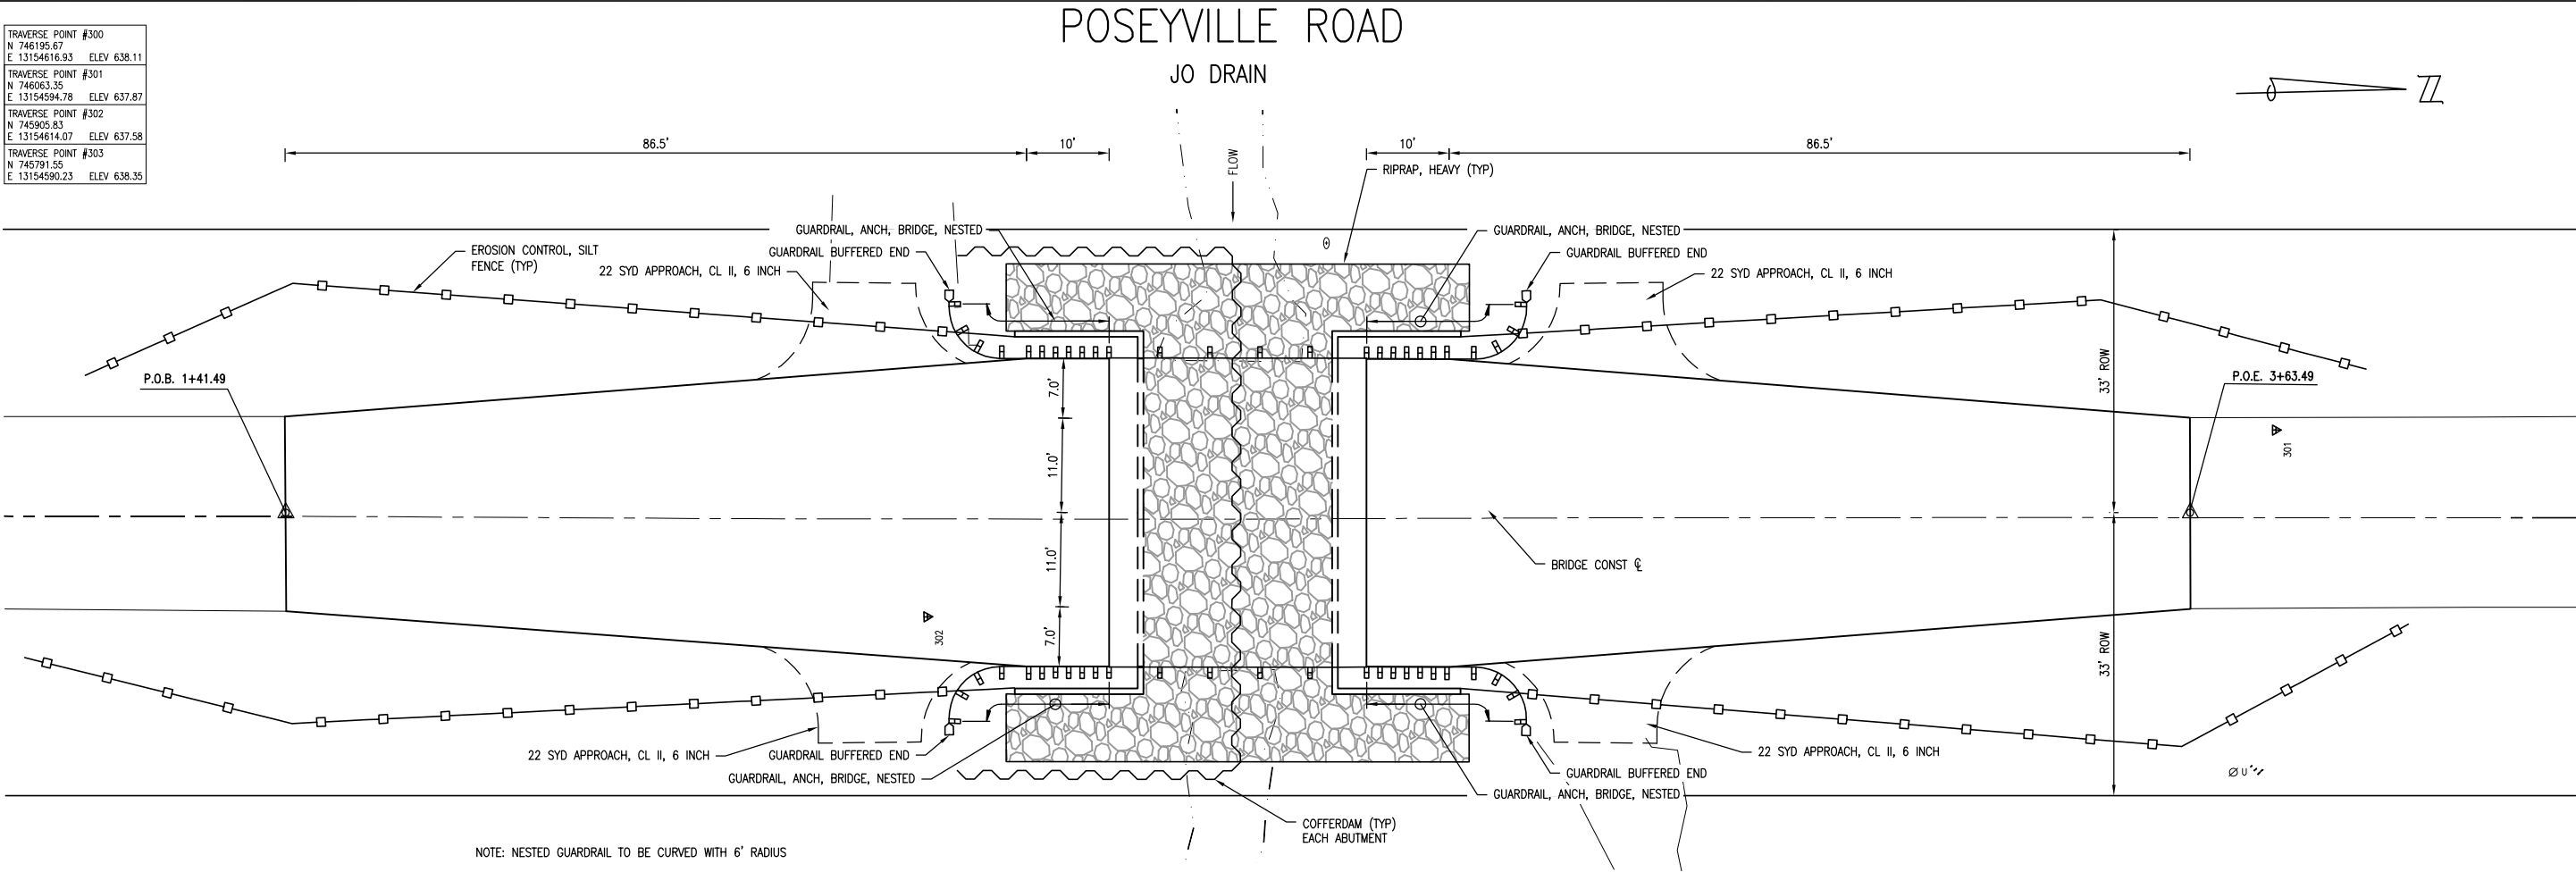 POSEYVILLE ROAD
JO DRAIN
TRAVERSE POINT #300
N 746195.67
E 13154616.93 ELEV 638.11
TRAVERSE POINT #301
N 746063.35
E 13154594.78 ELEV 637.87
TRAVERSE POINT #302
N 745905.83
E 13154614.07 ELEV 637.58
TRAVERSE POINT #303
N 745791.55
E 13154590.23 ELEV 638.35
N
86.5'
10'
10'
86.5'
FLOW
RIPRAP, HEAVY (TYP)
GUARDRAIL, ANCH, BRIDGE, NESTED
GUARDRAIL BUFFERED END
22 SYD APPROACH, CL II, 6 INCH
EROSION CONTROL, SILT
FENCE (TYP)
GUARDRAIL, ANCH, BRIDGE, NESTED
GUARDRAIL BUFFERED END
22 SYD APPROACH, CL II, 6 INCH
P.O.B. 1+41.49
7.0'
11.0'
11.0'
7.0'
33' ROW
33' ROW
P.O.E. 3+63.49
301
302
BRIDGE CONST ℄
22 SYD APPROACH, CL II, 6 INCH
GUARDRAIL BUFFERED END
GUARDRAIL, ANCH, BRIDGE, NESTED
22 SYD APPROACH, CL II, 6 INCH
GUARDRAIL BUFFERED END
GUARDRAIL, ANCH, BRIDGE, NESTED
U
COFFERDAM (TYP)
EACH ABUTMENT
NOTE: NESTED GUARDRAIL TO BE CURVED WITH 6' RADIUS